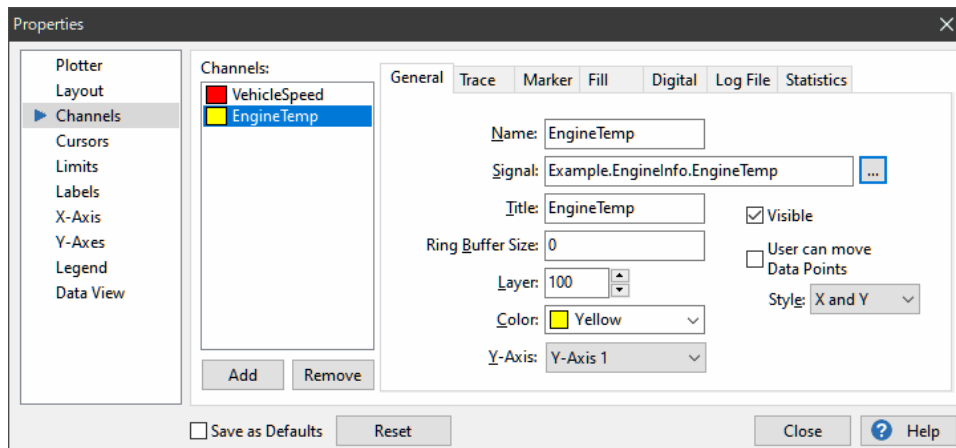 Properties
Plotter
Layout
Channels
Cursors
Limits
Labels
X-Axis
Y-Axes
Legend
Data View
Channels:
VehicleSpeed
EngineTemp
Add
Remove
General
Trace
Marker
Fill
Digital
Log File
Statistics
Name: EngineTemp
Signal: Example.EngineInfo.EngineTemp ...
Title: EngineTemp
Visible
Ring Buffer Size: 0
User can move
Data Points
Layer: 100
Style: X and Y
Color: Yellow
Y-Axis: Y-Axis 1
Save as Defaults
Reset
Close
? Help